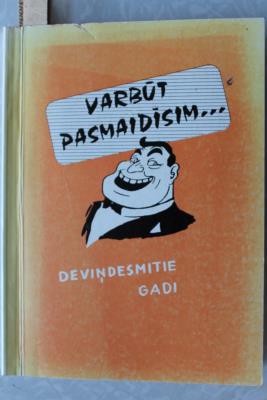 VARBŪT
PASMAIDĪSIM...
DEVIŅDESMITIE
GADI